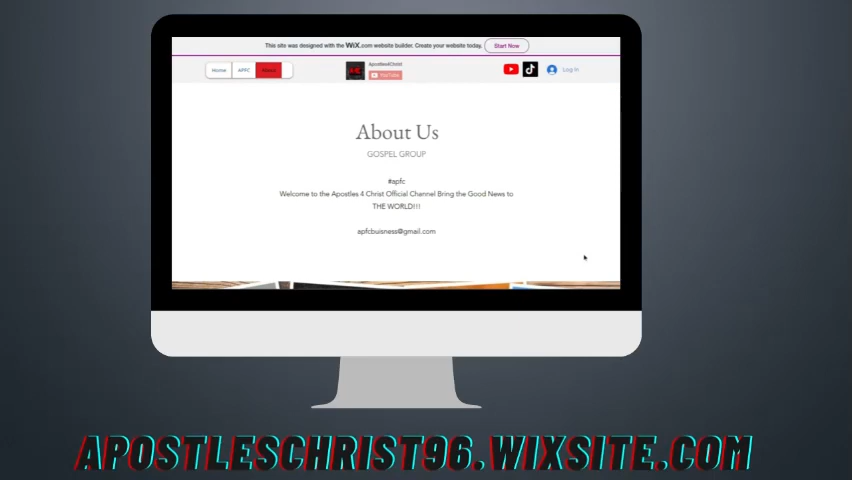 This site was designed with the WiX.com website builder. Create your website today. Start Now
Home APFC About
Apostles4Christ
YouTube
Log In
About Us
GOSPEL GROUP
#apfc
Welcome to the Apostles 4 Christ Official Channel Bring the Good News to
THE WORLD!!!
apfcbuisness@gmail.com
APOSTLESCHRIST96.WIXSITE.COM